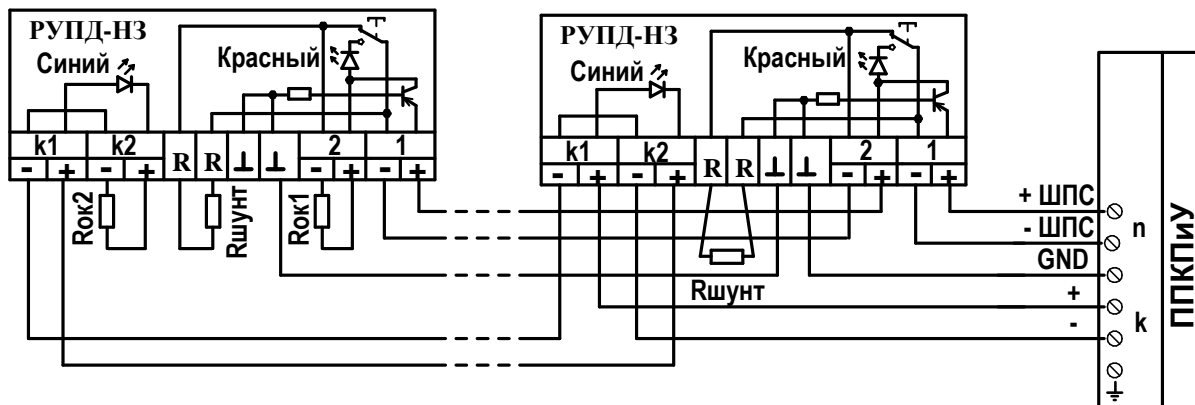 РУПД-НЗ
Синий
Красный
k1 k2 R R ⊥ ⊥ 2 1
- + - + - + - +
Rок2
Rшунт
Rок1
РУПД-НЗ
Синий
Красный
k1 k2 R R ⊥ ⊥ 2 1
- + - + - + - +
Rшунт
+ ШПС
- ШПС
GND
+
-
n
k
ППКПиУ